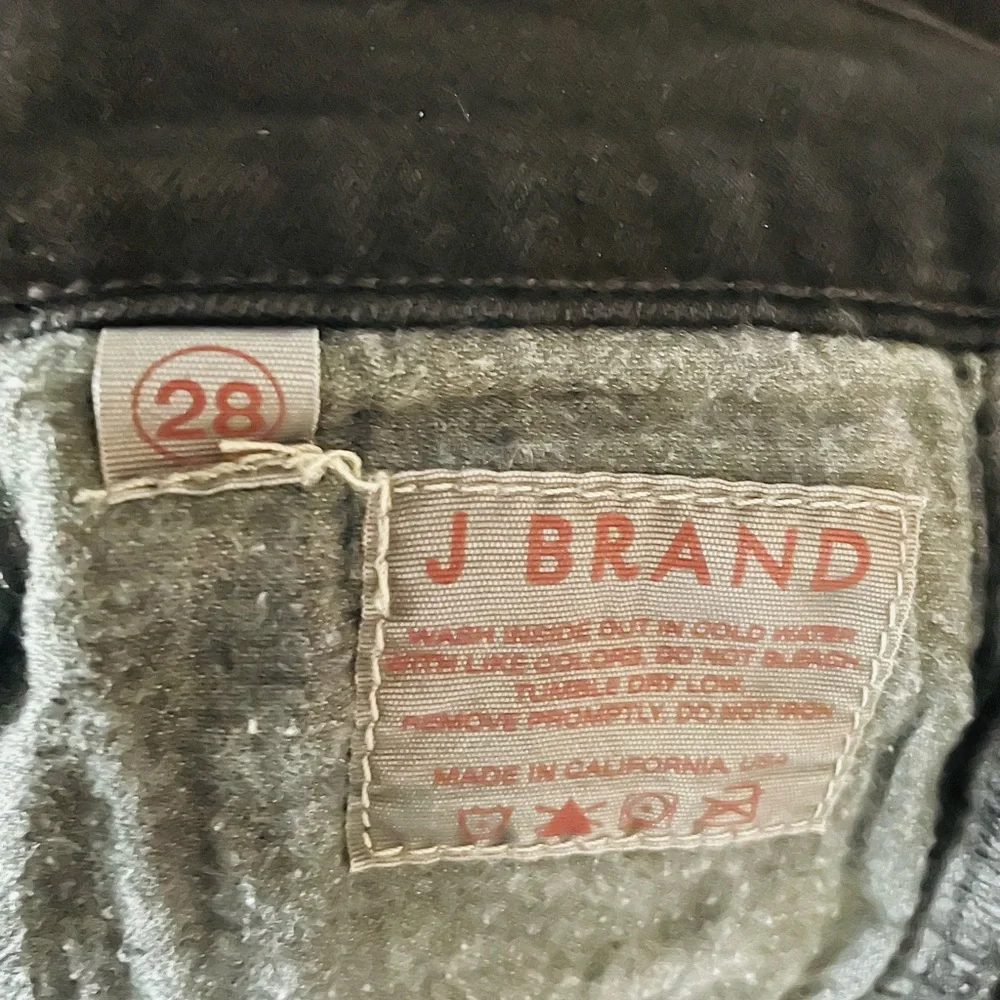 28
J BRAND
WASH INSIDE OUT IN COLD WATER
WITH LIKE COLORS. DO NOT BLEACH.
TUMBLE DRY LOW.
REMOVE PROMPTLY. DO NOT IRON.
MADE IN CALIFORNIA, USA